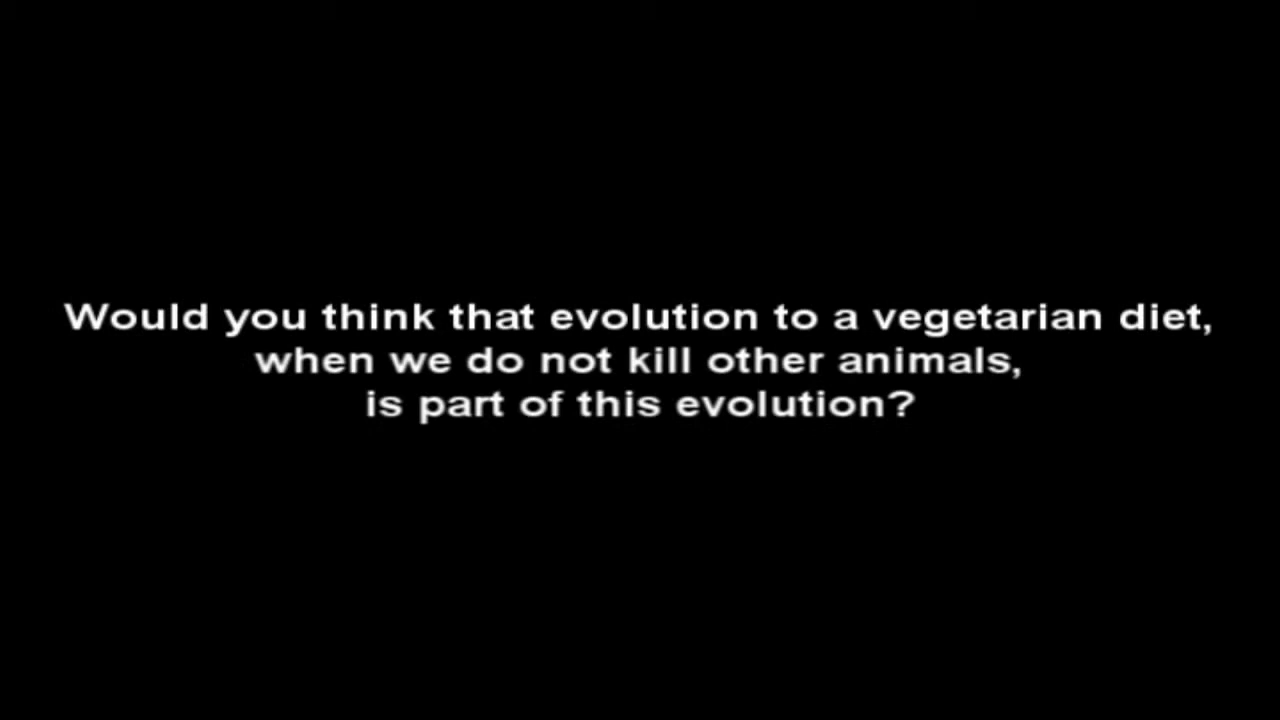 Would you think that evolution to a vegetarian diet,
when we do not kill other animals,
is part of this evolution?